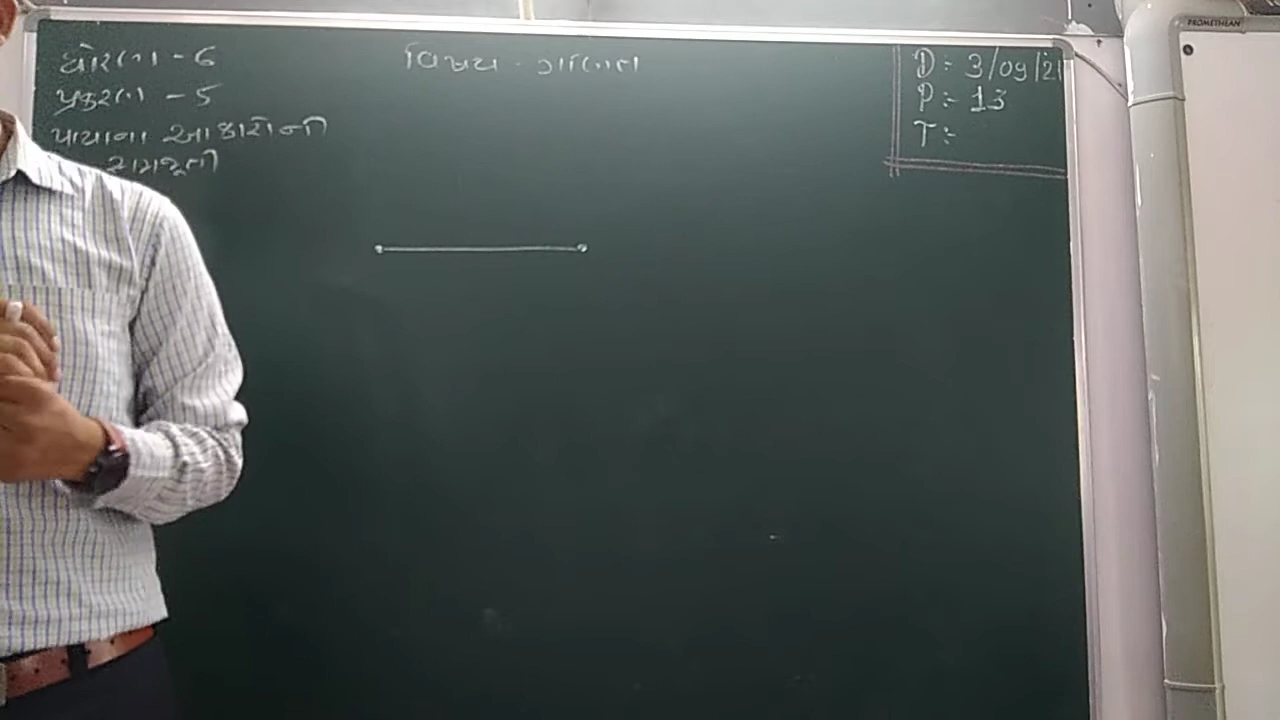 ધોરણ - 6
પ્રકરણ - 5
પાયાના આકારોની
સમજૂતી
વિષય - ગણિત
D :- 3/09/21
P :- 13
T :-
PROMETHEAN